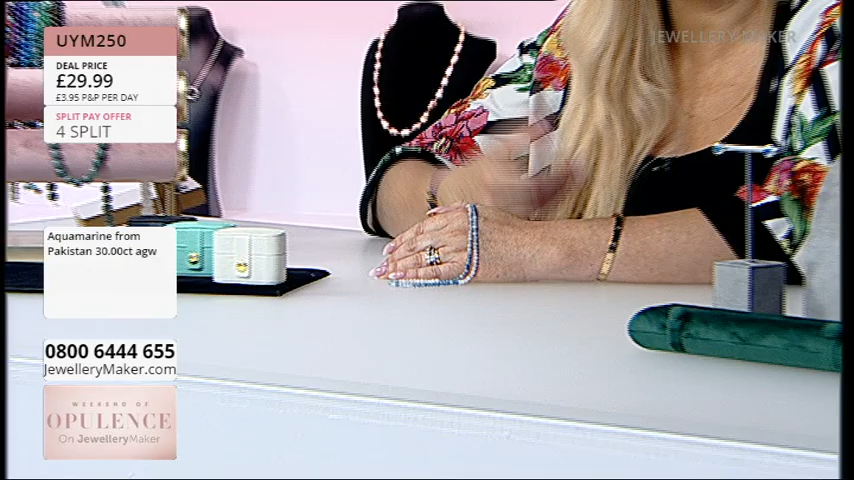 UYM250
DEAL PRICE
£29.99
£3.95 P&P PER DAY
SPLIT PAY OFFER
4 SPLIT
Aquamarine from
Pakistan 30.00ct agw
0800 6444 655
JewelleryMaker.com
WEEKEND OF
OPULENCE
On JewelleryMaker
JEWELLERY MAKER